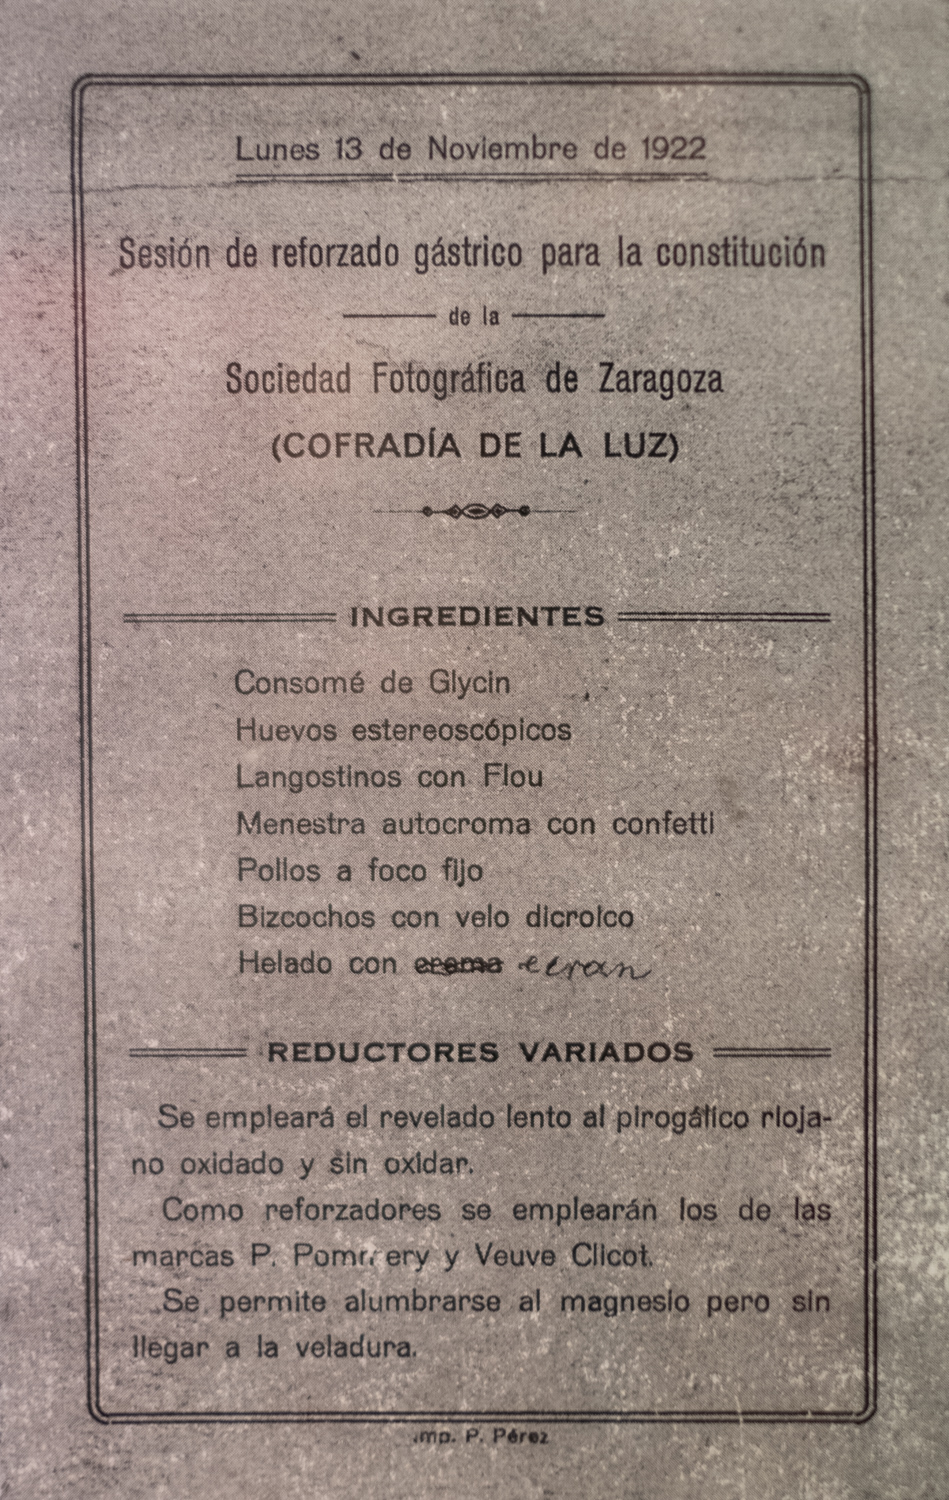 Lunes 13 de Noviembre de 1922
Sesión de reforzado gástrico para la constitución
de la
Sociedad Fotográfica de Zaragoza
(COFRADÍA DE LA LUZ)
INGREDIENTES
Consomé de Glycin
Huevos estereoscópicos
Langostinos con Flou
Menestra autocroma con confetti
Pollos a foco fijo
Bizcochos con velo dicroico
Helado con crema ecran
REDUCTORES VARIADOS
Se empleará el revelado lento al pirogálico rioja-
no oxidado y sin oxidar.
Como reforzadores se emplearán los de las
marcas P. Pommery y Veuve Clicot.
Se permite alumbrarse al magnesio pero sin
llegar a la veladura.
Imp. P. Pérez